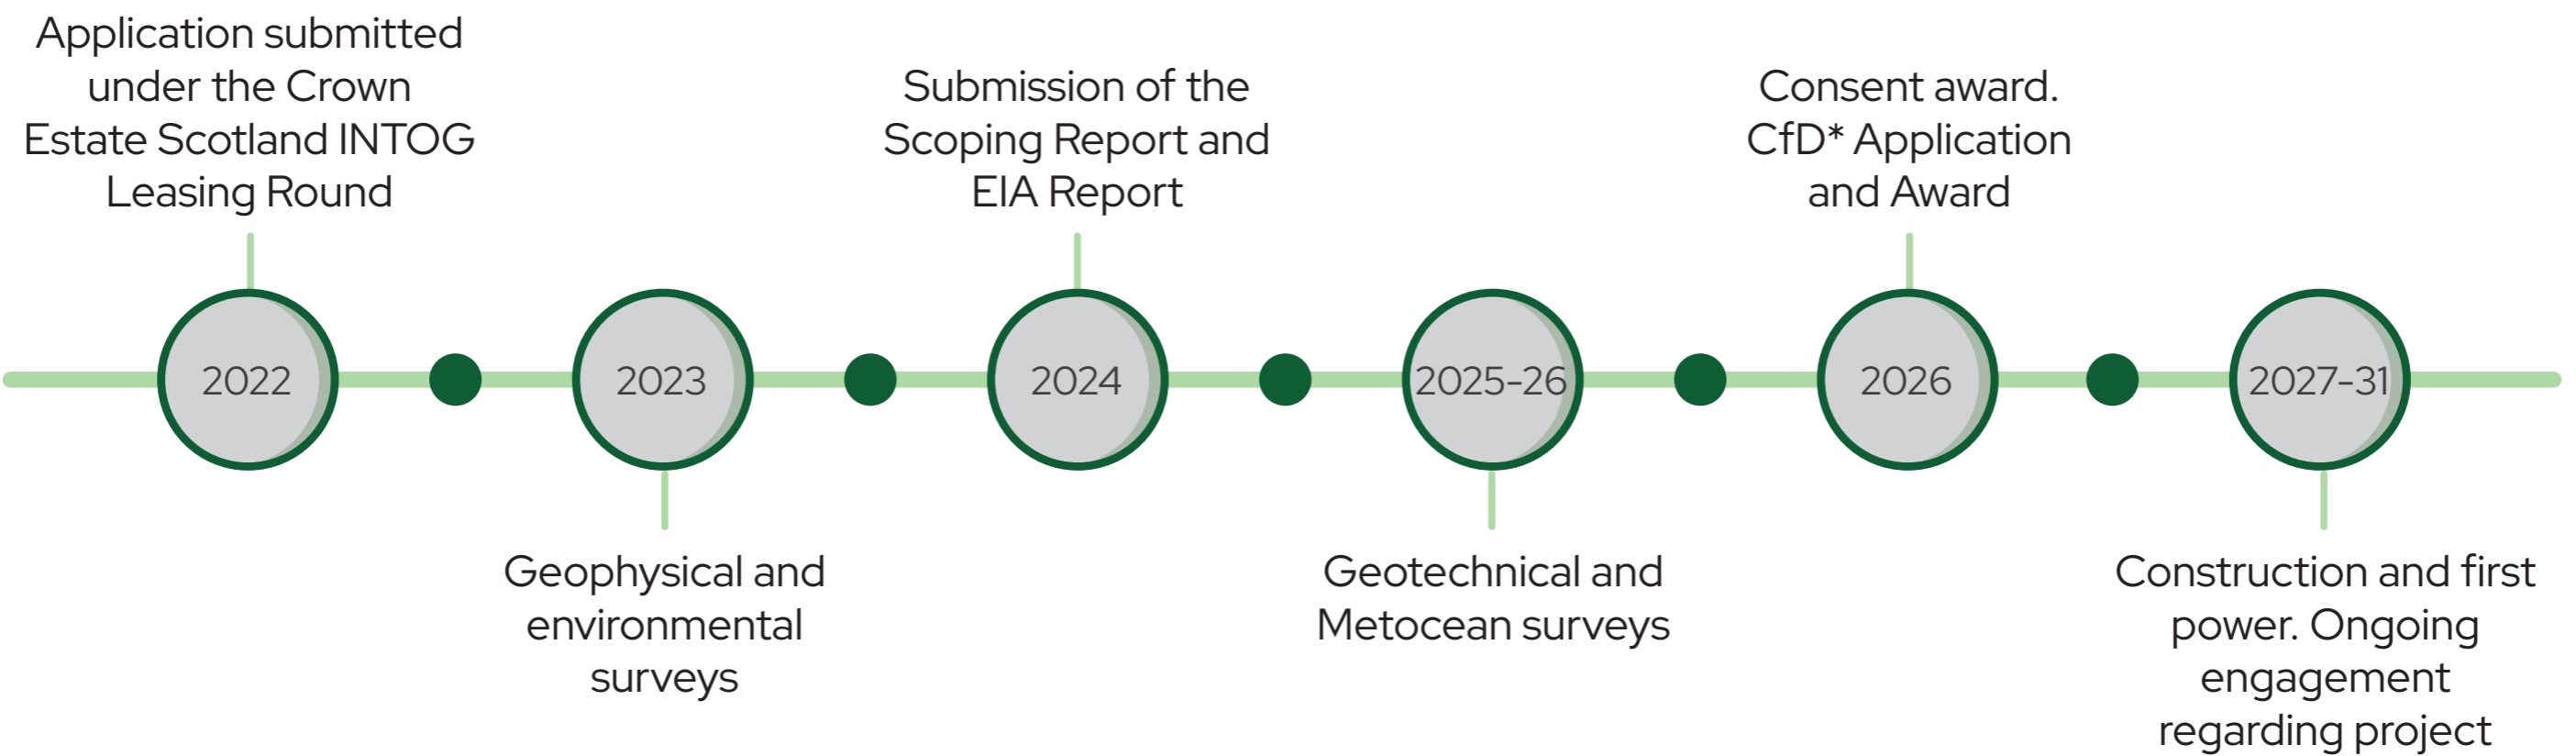 Application submitted
under the Crown
Estate Scotland INTOG
Leasing Round
2022
2023
Geophysical and
environmental
surveys
Submission of the
Scoping Report and
EIA Report
2024
2025-26
Geotechnical and
Metocean surveys
Consent award.
CfD* Application
and Award
2026
2027-31
Construction and first
power. Ongoing
engagement
regarding project